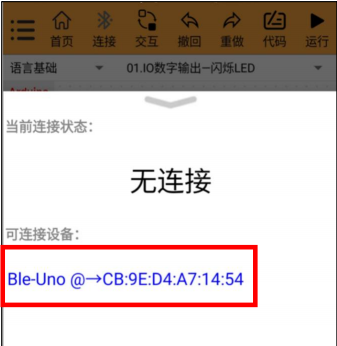 首页 连接 交互 撤回 重做 代码 运行
语言基础 01.IO数字输出—闪烁LED
当前连接状态：
无连接
可连接设备：
Ble-Uno @→CB:9E:D4:A7:14:54